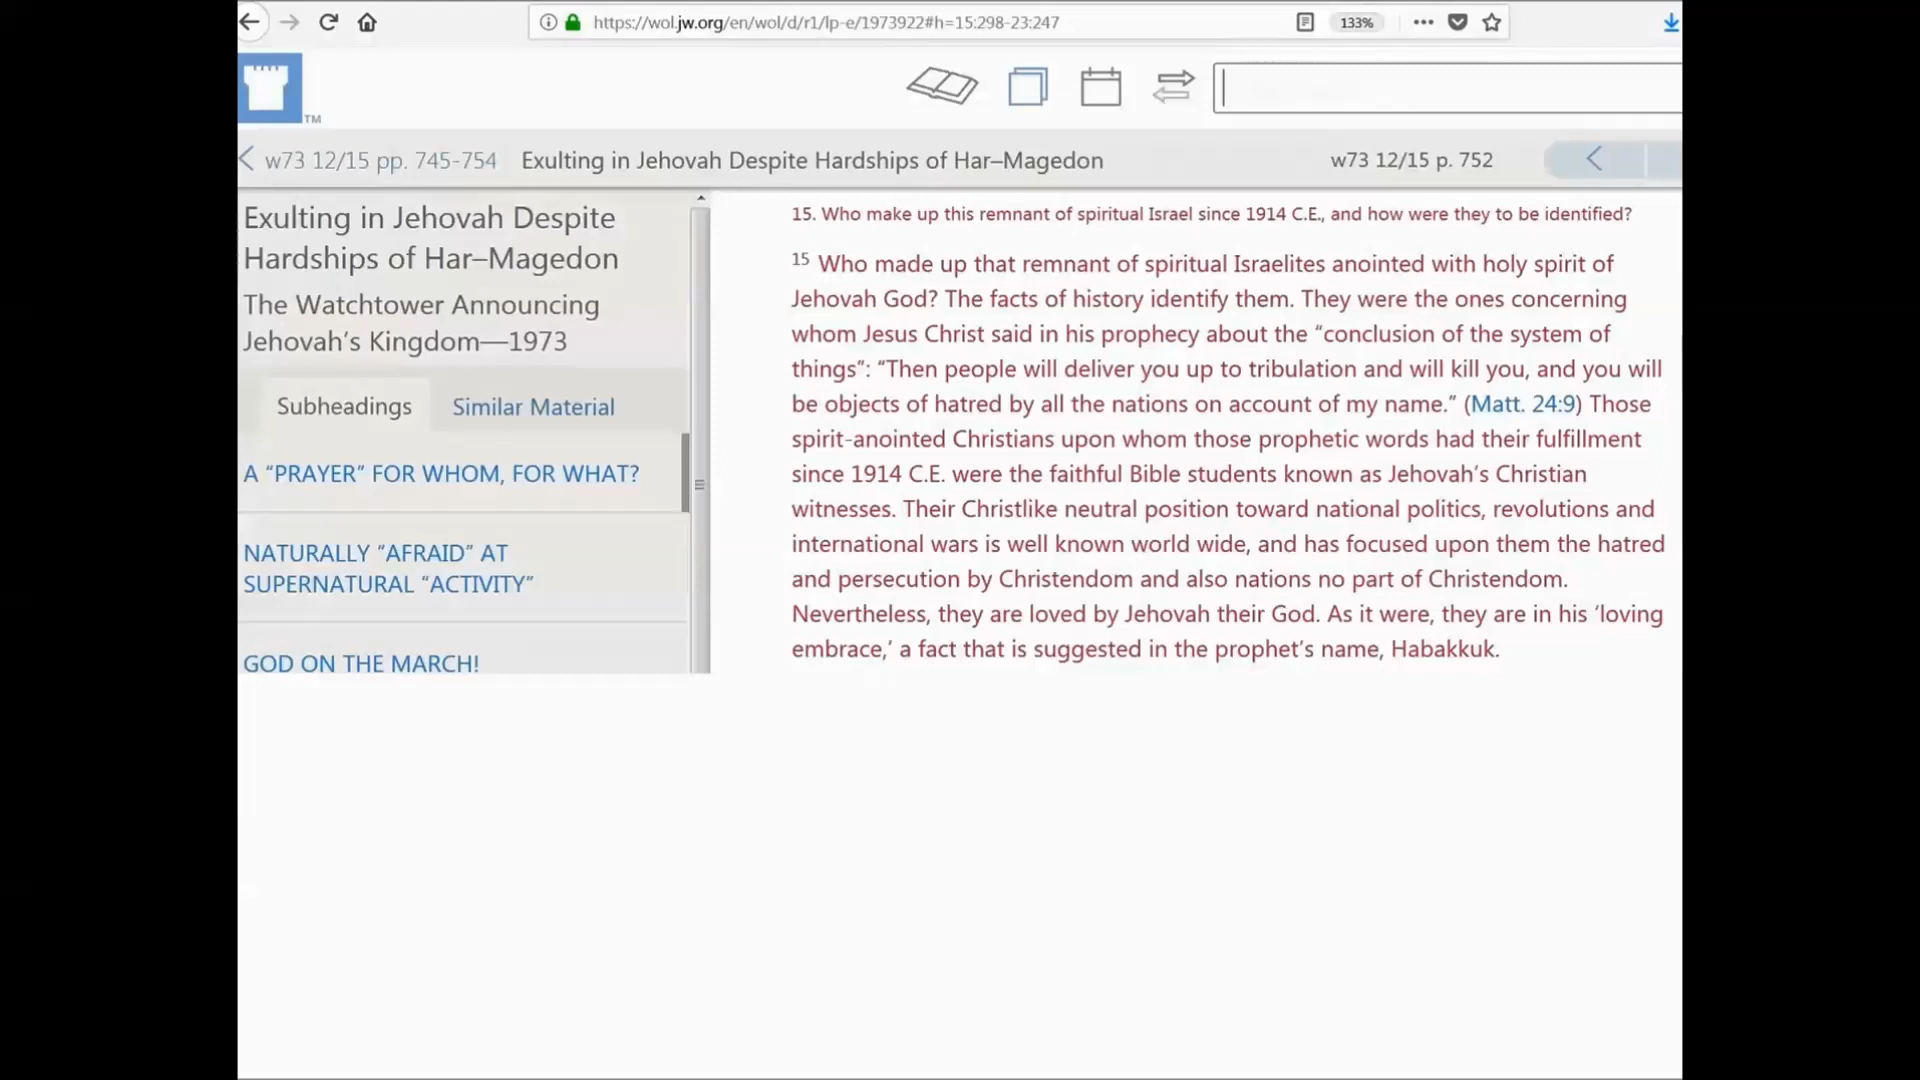 https://wol.jw.org/en/wol/d/r1/lp-e/1973922#h=15:298-23:247
133%
TM
w73 12/15 pp. 745-754 Exulting in Jehovah Despite Hardships of Har–Magedon w73 12/15 p. 752
Exulting in Jehovah Despite
Hardships of Har–Magedon
The Watchtower Announcing
Jehovah’s Kingdom—1973
Subheadings Similar Material
A “PRAYER” FOR WHOM, FOR WHAT?
NATURALLY “AFRAID” AT
SUPERNATURAL “ACTIVITY”
GOD ON THE MARCH!
15. Who make up this remnant of spiritual Israel since 1914 C.E., and how were they to be identified?
15 Who made up that remnant of spiritual Israelites anointed with holy spirit of
Jehovah God? The facts of history identify them. They were the ones concerning
whom Jesus Christ said in his prophecy about the “conclusion of the system of
things”: “Then people will deliver you up to tribulation and will kill you, and you will
be objects of hatred by all the nations on account of my name.” (Matt. 24:9) Those
spirit-anointed Christians upon whom those prophetic words had their fulfillment
since 1914 C.E. were the faithful Bible students known as Jehovah’s Christian
witnesses. Their Christlike neutral position toward national politics, revolutions and
international wars is well known world wide, and has focused upon them the hatred
and persecution by Christendom and also nations no part of Christendom.
Nevertheless, they are loved by Jehovah their God. As it were, they are in his ‘loving
embrace,’ a fact that is suggested in the prophet’s name, Habakkuk.